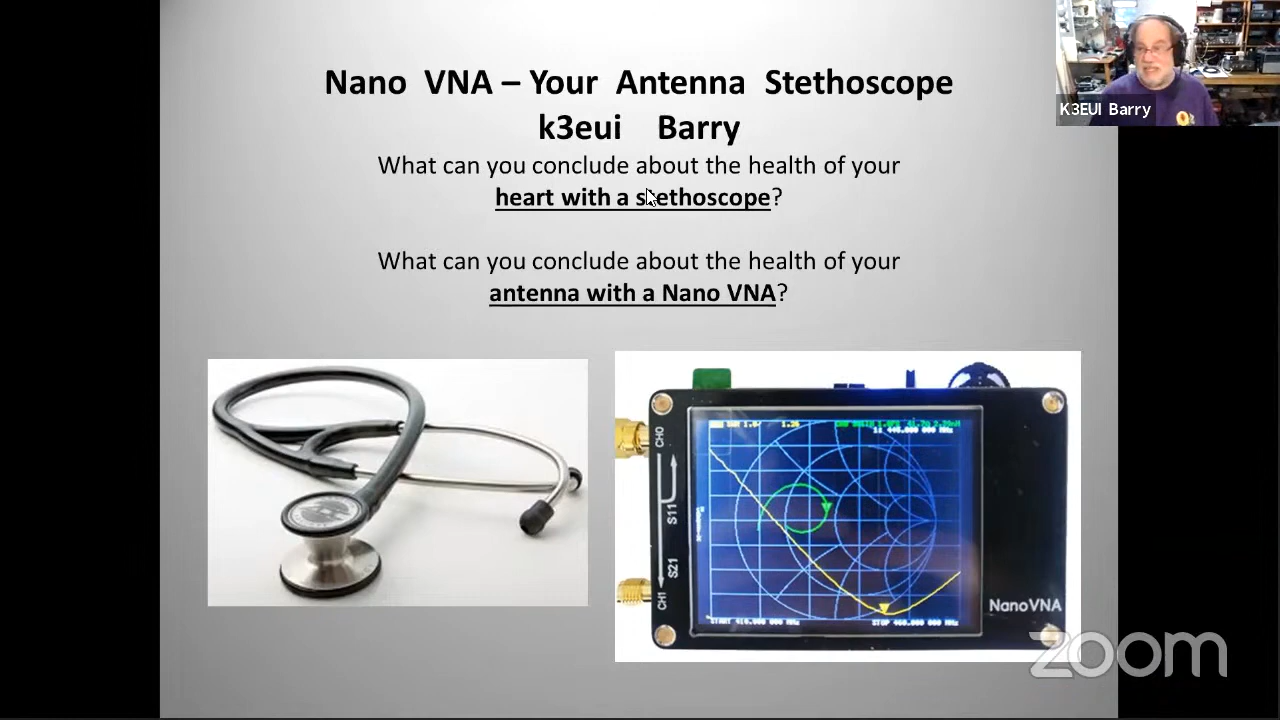 Nano VNA – Your Antenna Stethoscope
k3eui Barry
What can you conclude about the health of your
heart with a stethoscope?
What can you conclude about the health of your
antenna with a Nano VNA?
K3EUI Barry
CH0
S11
S21
CH1
NanoVNA
zoom